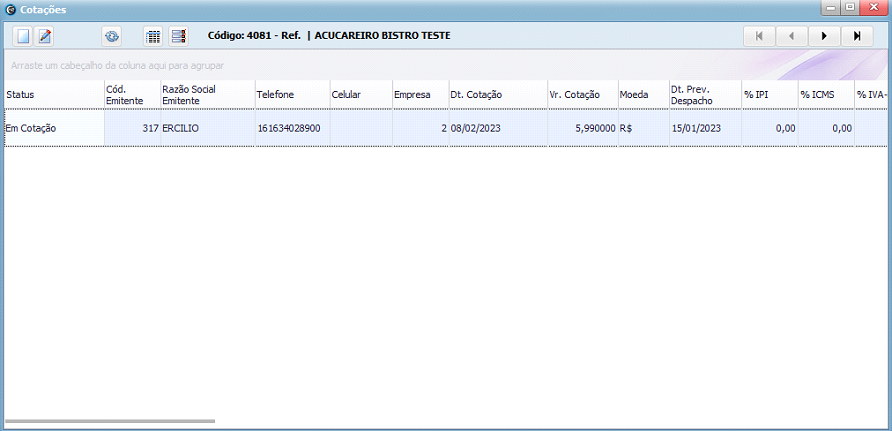 Cotações
Código: 4081 - Ref. | ACUCAREIRO BISTRO TESTE
Arraste um cabeçalho da coluna aqui para agrupar
Status Cód. Emitente Razão Social Emitente Telefone Celular Empresa Dt. Cotação Vr. Cotação Moeda Dt. Prev. Despacho % IPI % ICMS % IVA-
Em Cotação 317 ERCILIO 161634028900 2 08/02/2023 5,990000 R$ 15/01/2023 0,00 0,00